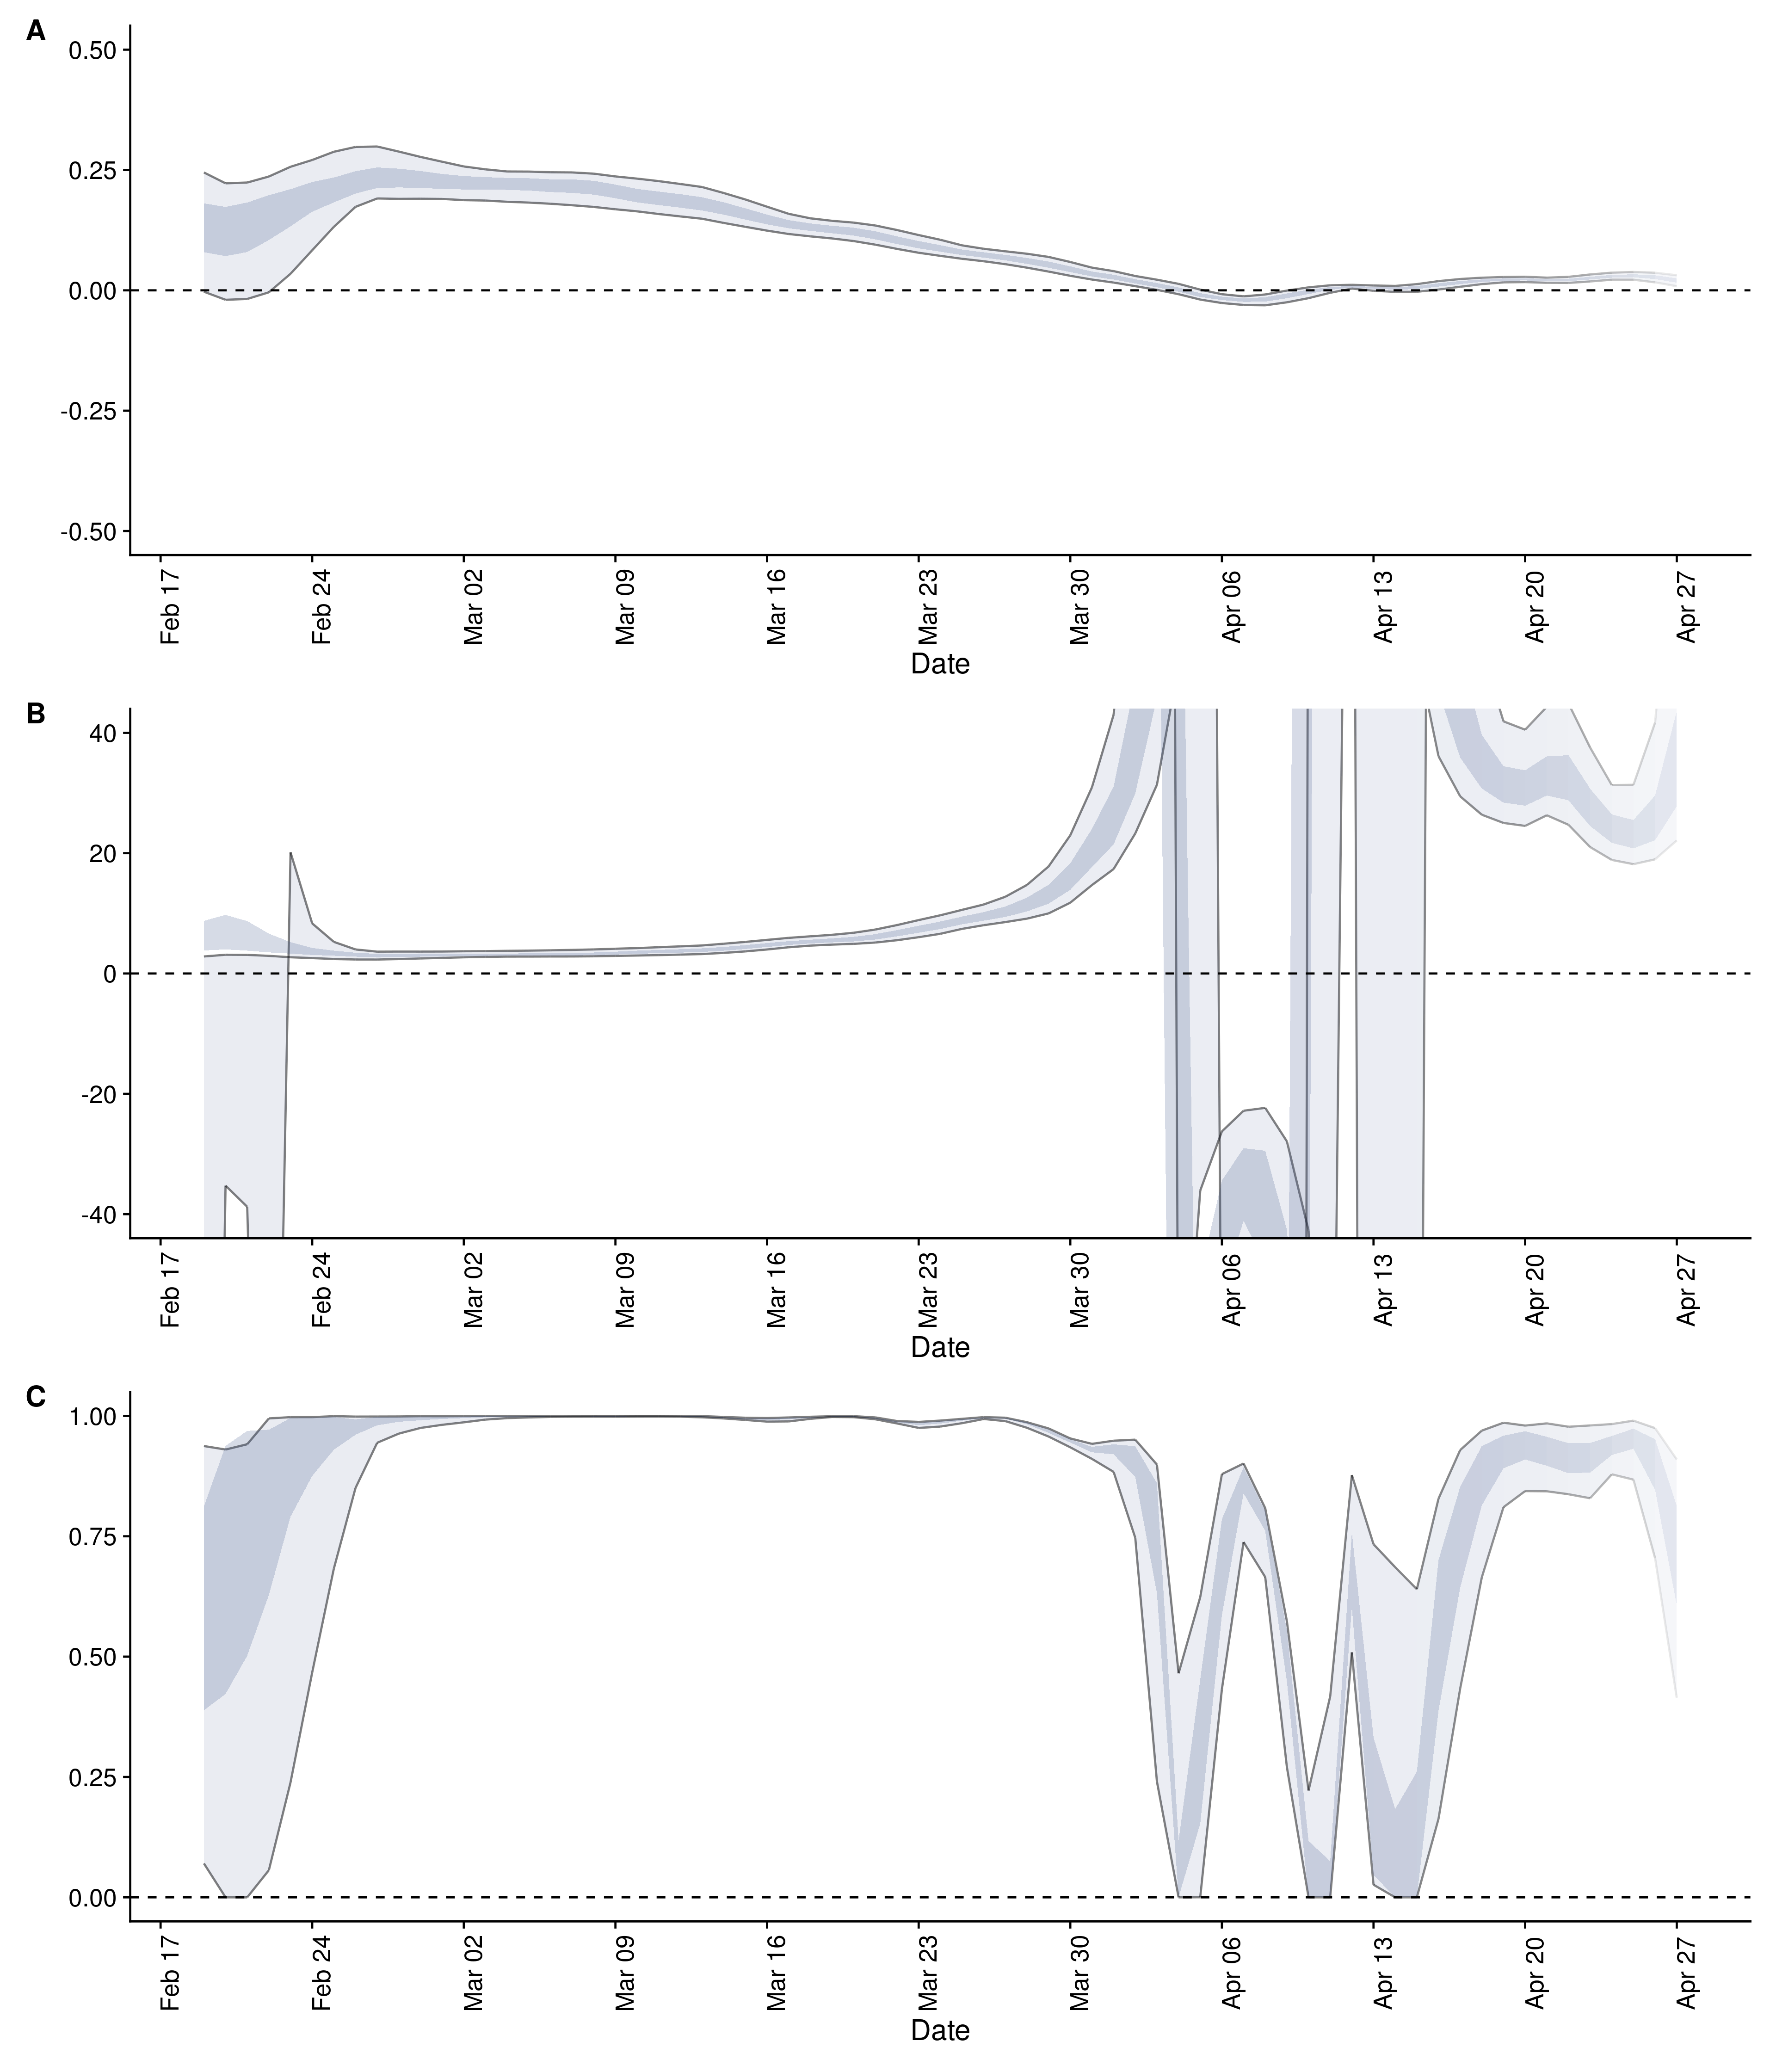 A
0.50
0.25
0.00
-0.25
-0.50
Feb 17
Feb 24
Mar 02
Mar 09
Mar 16
Mar 23
Mar 30
Apr 06
Apr 13
Apr 20
Apr 27
Date
B
40
20
0
-20
-40
Feb 17
Feb 24
Mar 02
Mar 09
Mar 16
Mar 23
Mar 30
Apr 06
Apr 13
Apr 20
Apr 27
Date
C
1.00
0.75
0.50
0.25
0.00
Feb 17
Feb 24
Mar 02
Mar 09
Mar 16
Mar 23
Mar 30
Apr 06
Apr 13
Apr 20
Apr 27
Date